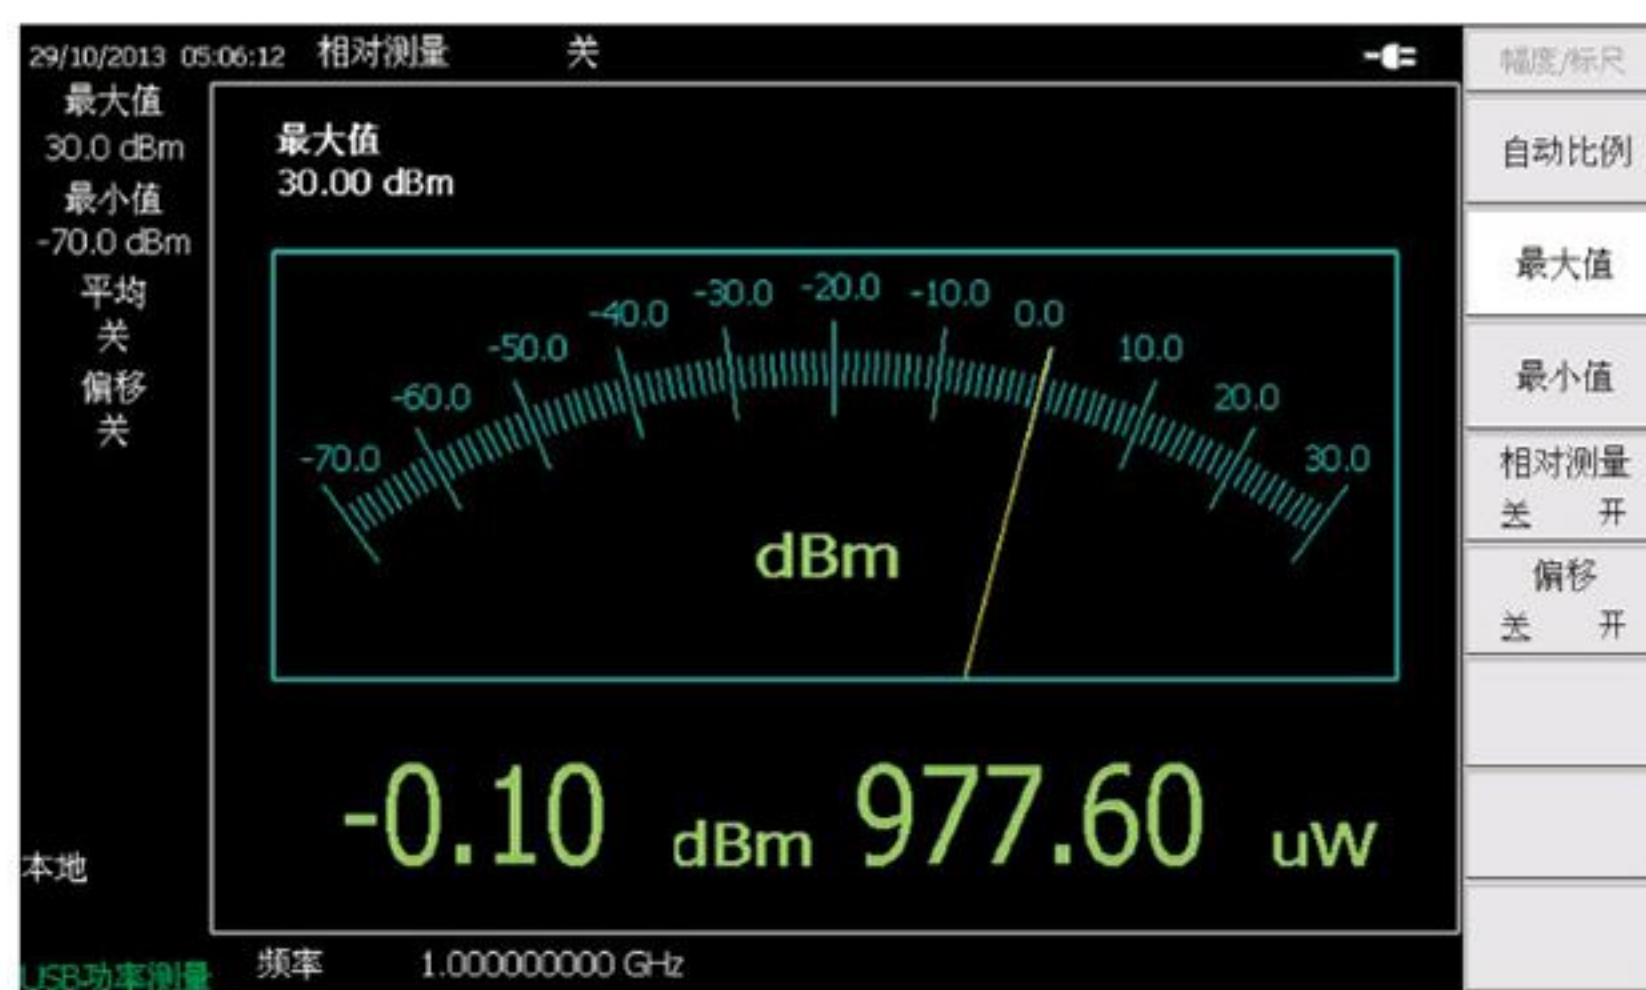 29/10/2013 05:06:12 相对测量 关
幅度/标尺
最大值
30.0 dBm
最小值
-70.0 dBm
平均
关
偏移
关
最大值
30.00 dBm
-70.0 -60.0 -50.0 -40.0 -30.0 -20.0 -10.0 0.0 10.0 20.0 30.0
dBm
-0.10 dBm 977.60 uW
本地
USB功率测量
频率 1.000000000 GHz
自动比例
最大值
最小值
相对测量
关 开
偏移
关 开